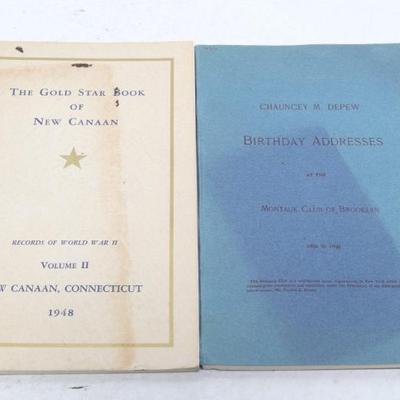 The Gold Star Book
of
New Canaan
RECORDS OF WORLD WAR II
Volume II
W CANAAN, CONNECTICUT
1948
CHAUNCEY M. DEPEW
BIRTHDAY ADDRESSES
AT THE
MONTAUK CLUB OF BROOKLYN